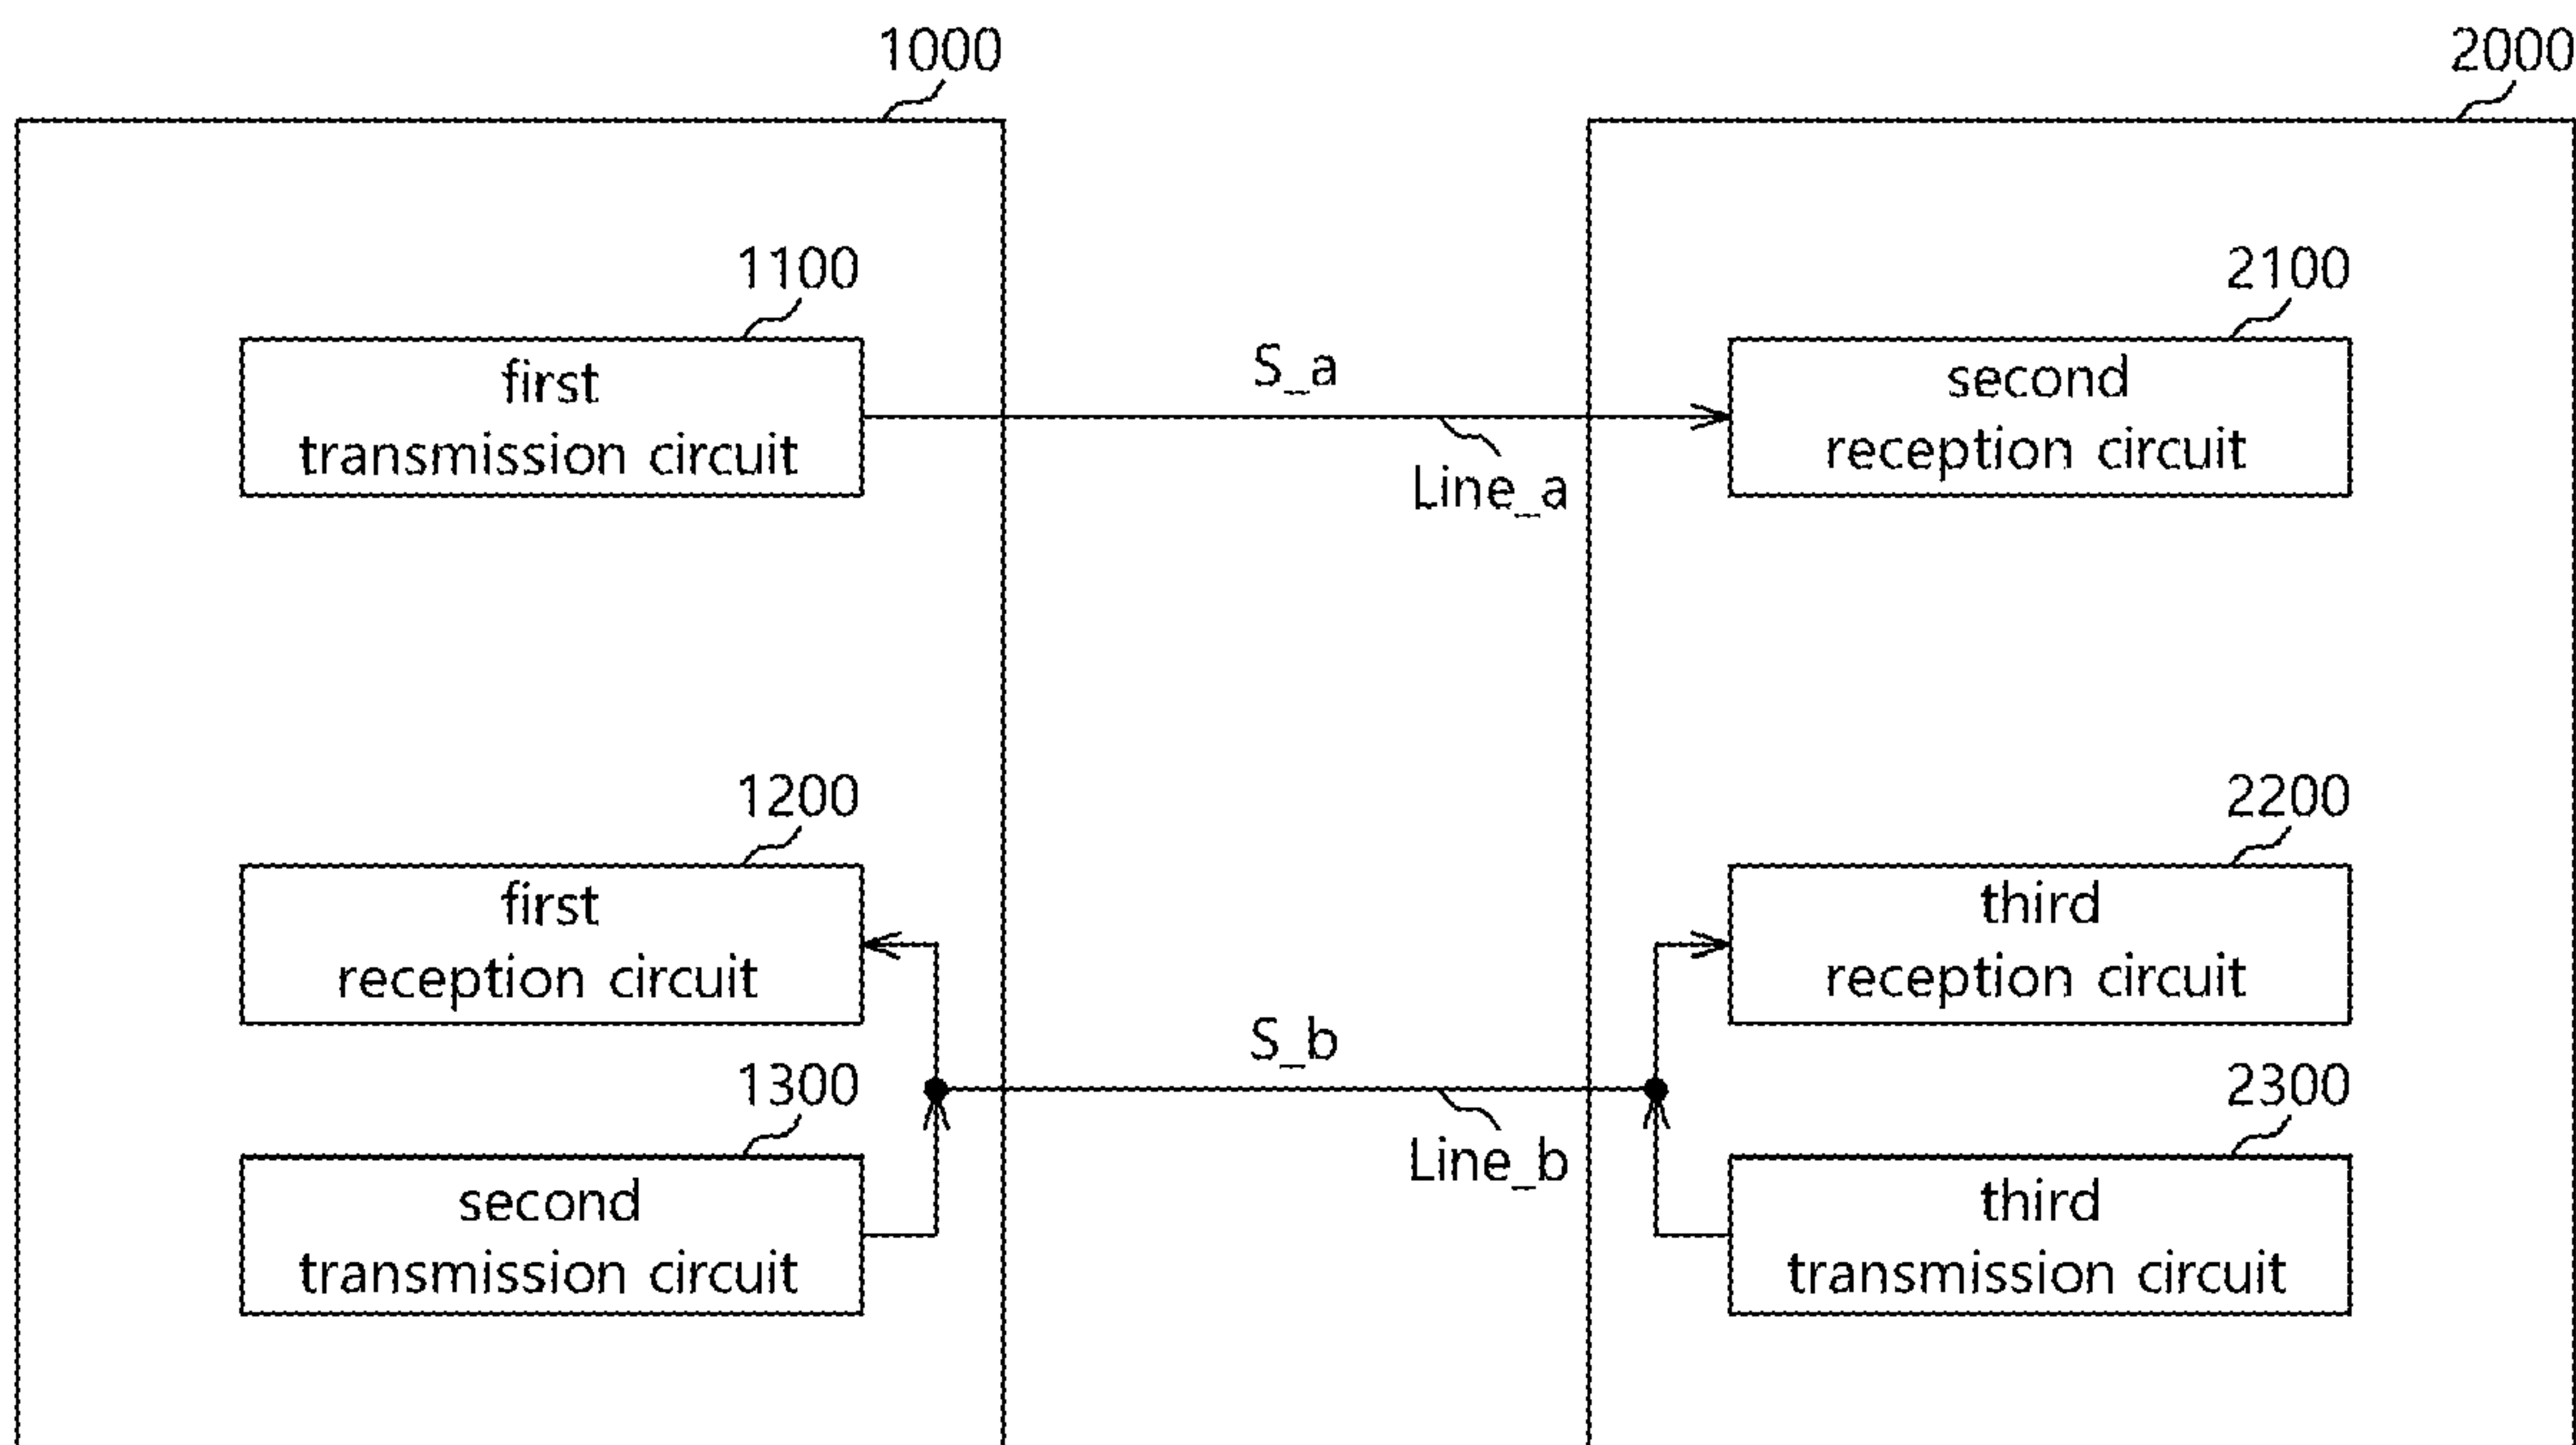 1000
2000
1100
2100
first
transmission circuit
S_a
Line_a
second
reception circuit
1200
2200
first
reception circuit
third
reception circuit
S_b
Line_b
1300
2300
second
transmission circuit
third
transmission circuit